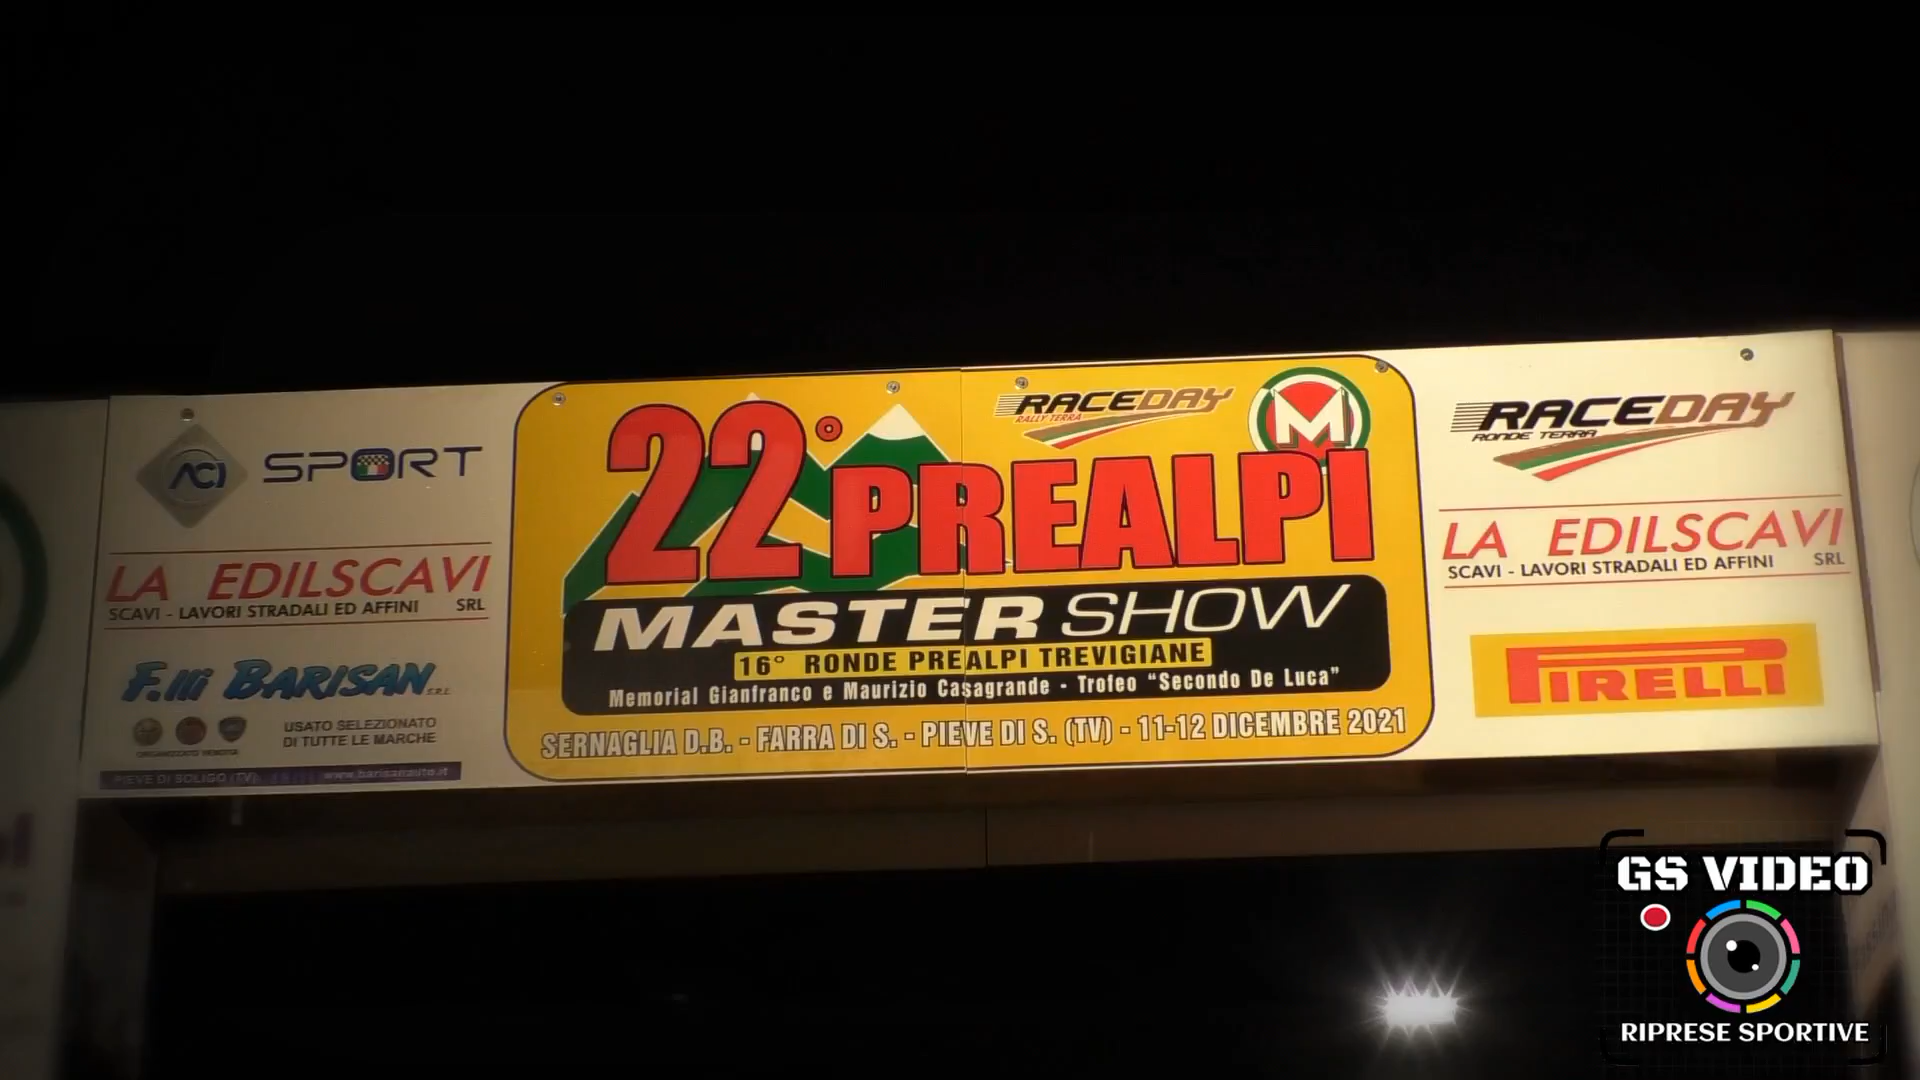 ACI SPORT
LA EDILSCAVI
SCAVI - LAVORI STRADALI ED AFFINI SRL
F.lli BARISAN S.R.L.
USATO SELEZIONATO
DI TUTTE LE MARCHE
PIEVE DI SOLIGO (TV)
www.barisanauto.it
RACEDAY
RALLY TERRA
M
22° PREALPI
MASTER SHOW
16° RONDE PREALPI TREVIGIANE
Memorial Gianfranco e Maurizio Casagrande - Trofeo "Secondo De Luca"
SERNAGLIA D.B. - FARRA DI S. - PIEVE DI S. (TV) - 11-12 DICEMBRE 2021
RACEDAY
RONDE TERRA
LA EDILSCAVI
SCAVI - LAVORI STRADALI ED AFFINI SRL
PIRELLI
GS VIDEO
RIPRESE SPORTIVE